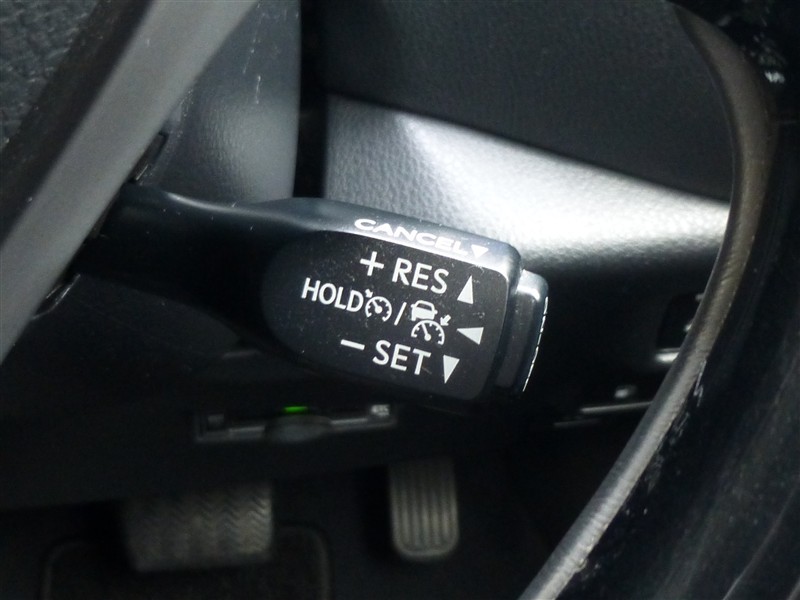 CANCEL▼
+ RES ▲
HOLD / ◀
− SET ▼